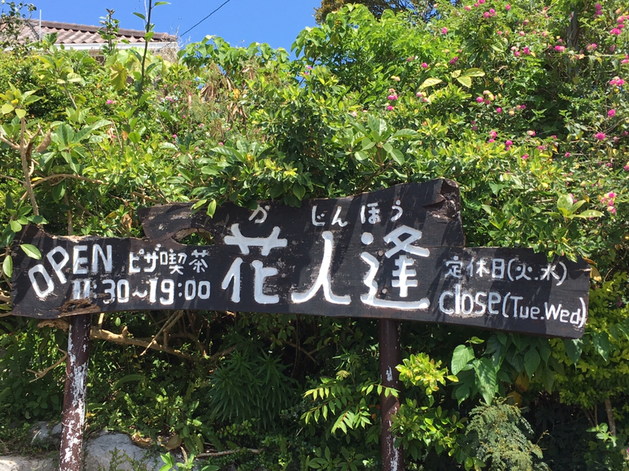 かじんほう
OPEN ピザ喫茶
11:30~19:00
花人逢
定休日(火.水)
close(Tue.Wed)